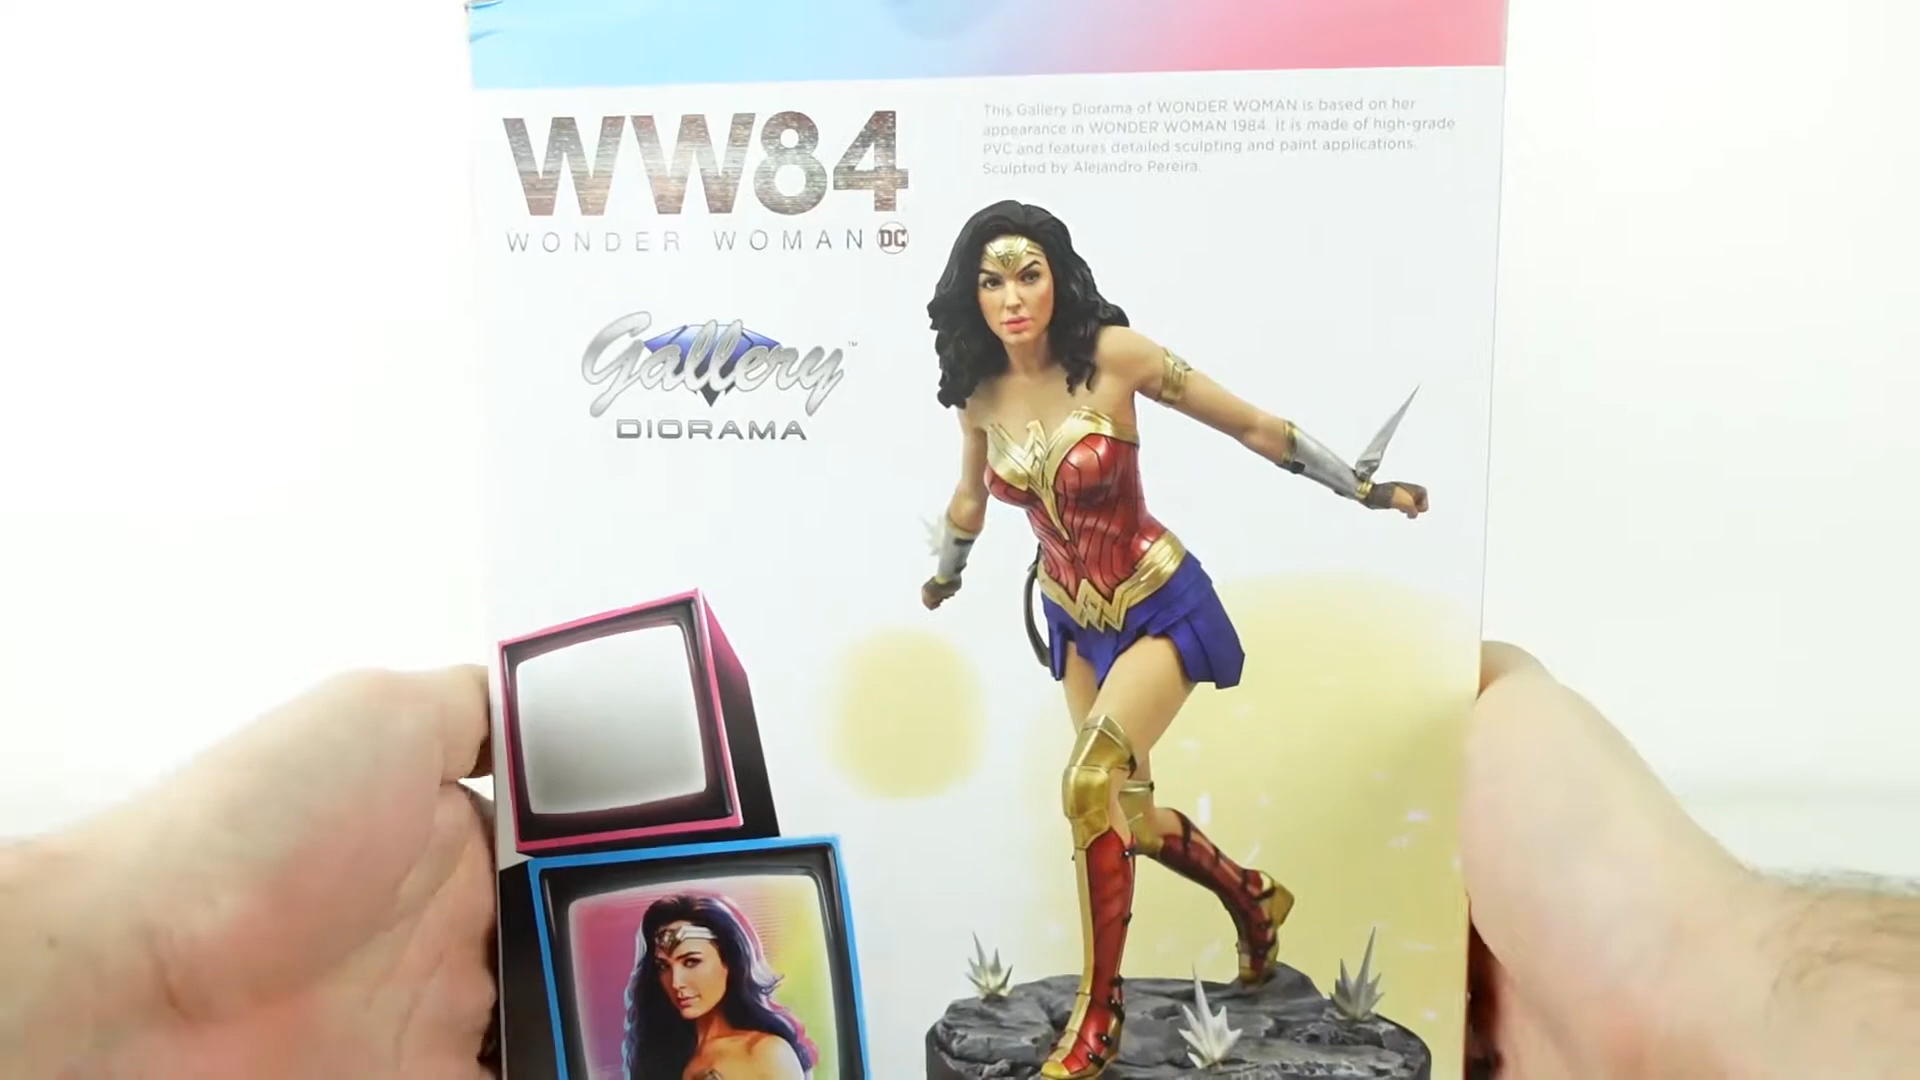 WW84
WONDER WOMAN DC
This Gallery Diorama of WONDER WOMAN is based on her
appearance in WONDER WOMAN 1984. It is made of high-grade
PVC and features detailed sculpting and paint applications.
Sculpted by Alejandro Pereira.
Gallery™
DIORAMA